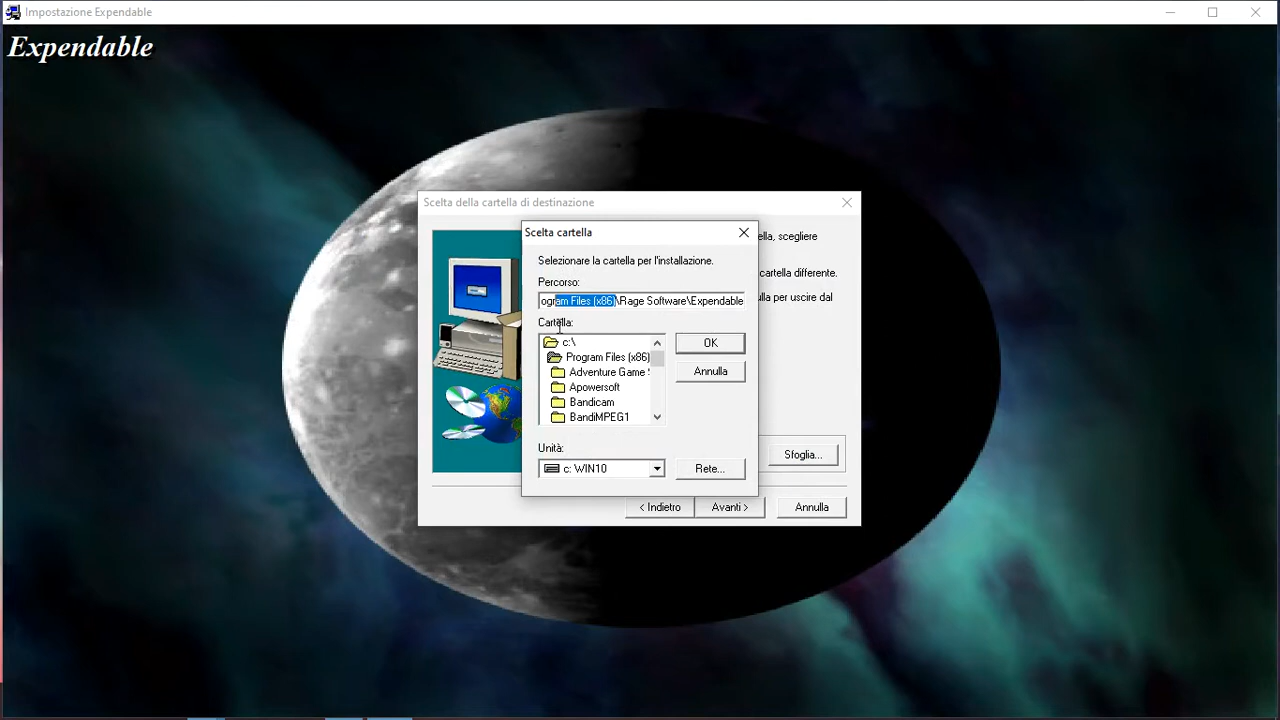 Impostazione Expendable
Expendable
Scelta della cartella di destinazione
Scelta cartella
ella, scegliere
Selezionare la cartella per l'installazione.
cartella differente.
Percorso:
ulla per uscire dal
ogram Files (x86)\Rage Software\Expendable
Cartella:
c:\
OK
Program Files (x86)
Adventure Game
Annulla
Apowersoft
Bandicam
BandiMPEG1
Unità:
Sfoglia...
c: WIN10
Rete...
< Indietro
Avanti >
Annulla